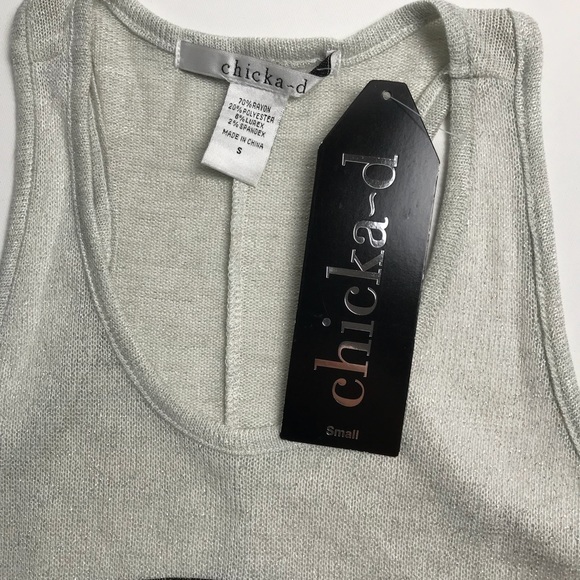 chicka-d
70% RAYON
20% POLYESTER
8% LUREX
2% SPANDEX
MADE IN CHINA
S
chicka~d
Small